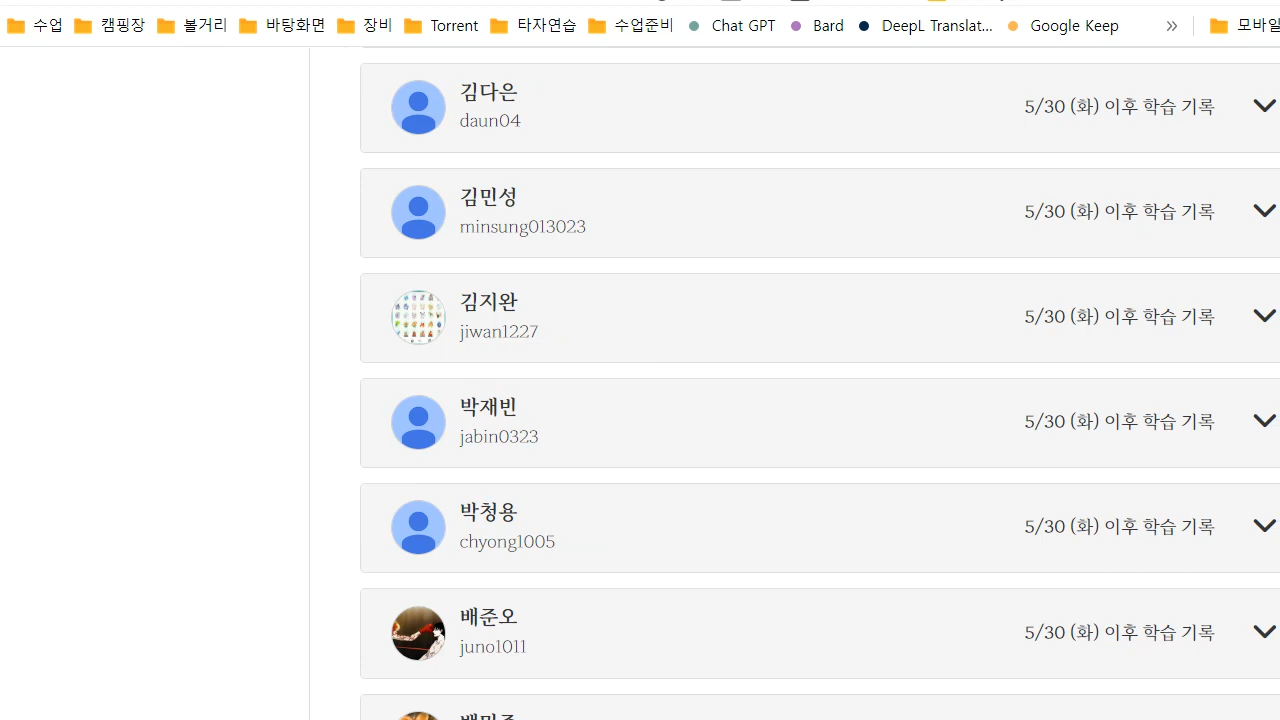 수업 캠핑장 볼거리 바탕화면 장비 Torrent 타자연습 수업준비 Chat GPT Bard DeepL Translat... Google Keep » 모바일
김다은
daun04
5/30 (화) 이후 학습 기록
김민성
minsung013023
5/30 (화) 이후 학습 기록
김지완
jiwan1227
5/30 (화) 이후 학습 기록
박재빈
jabin0323
5/30 (화) 이후 학습 기록
박청용
chyong1005
5/30 (화) 이후 학습 기록
배준오
juno1011
5/30 (화) 이후 학습 기록